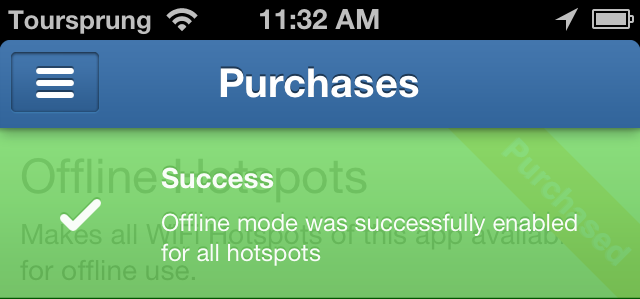 Toursprung 11:32 AM
Purchases
Offline Hotspots
Purchased
Success
Offline mode was successfully enabled
for all hotspots
Makes all WiFi Hotspots of this app available
for offline use.